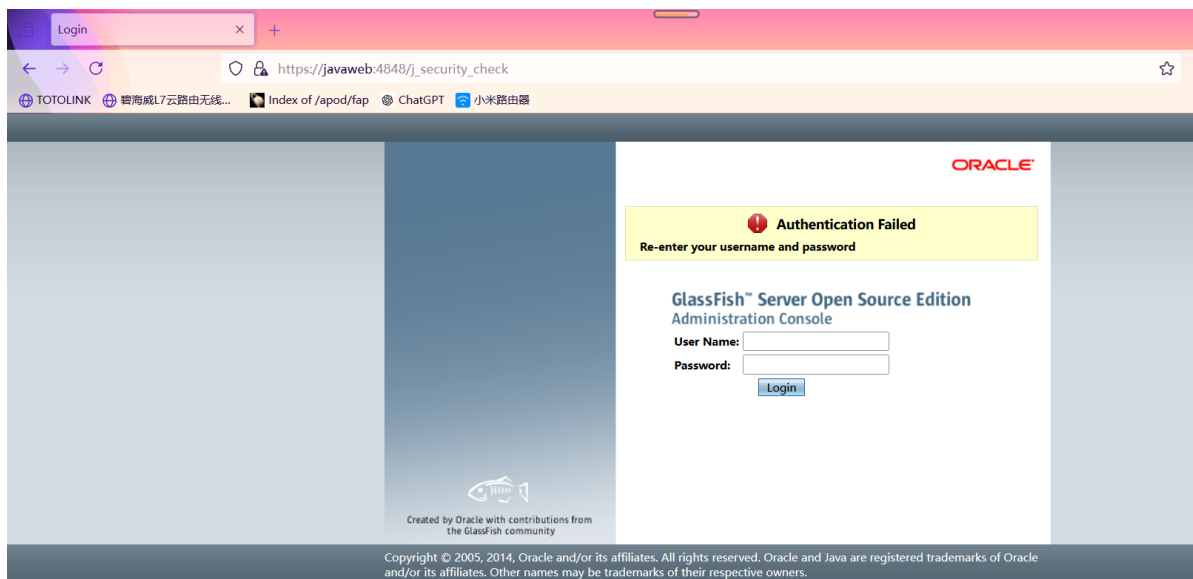 Login
https://javaweb:4848/j_security_check
TOTOLINK 碧海威L7云路由无线... Index of /apod/fap ChatGPT 小米路由器
ORACLE
Authentication Failed
Re-enter your username and password
GlassFish™ Server Open Source Edition
Administration Console
User Name:
Password:
Login
Created by Oracle with contributions from
the GlassFish community
Copyright © 2005, 2014, Oracle and/or its affiliates. All rights reserved. Oracle and Java are registered trademarks of Oracle
and/or its affiliates. Other names may be trademarks of their respective owners.